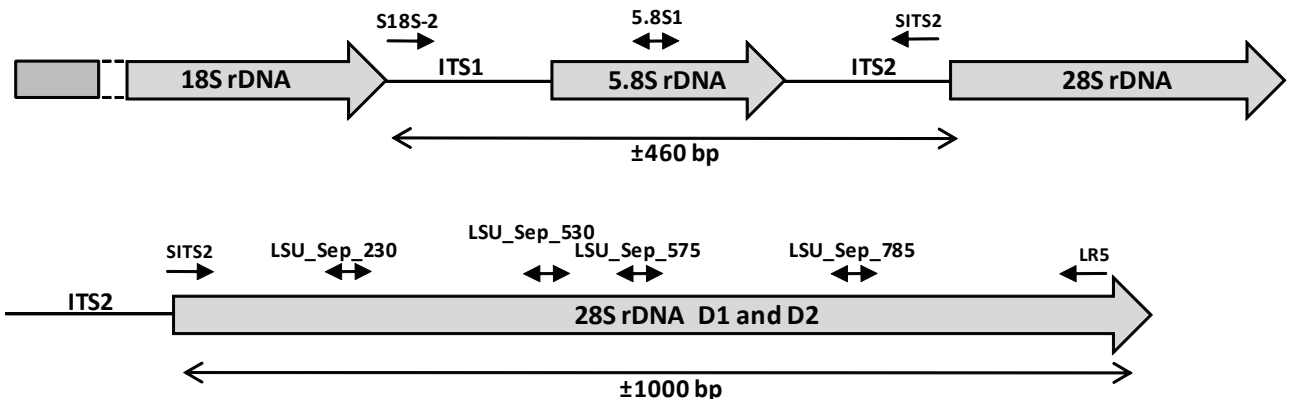 S18S-2
5.8S1
SITS2
18S rDNA
ITS1
5.8S rDNA
ITS2
28S rDNA
±460 bp
SITS2
LSU_Sep_230
LSU_Sep_530
LSU_Sep_575
LSU_Sep_785
LR5
ITS2
28S rDNA D1 and D2
±1000 bp